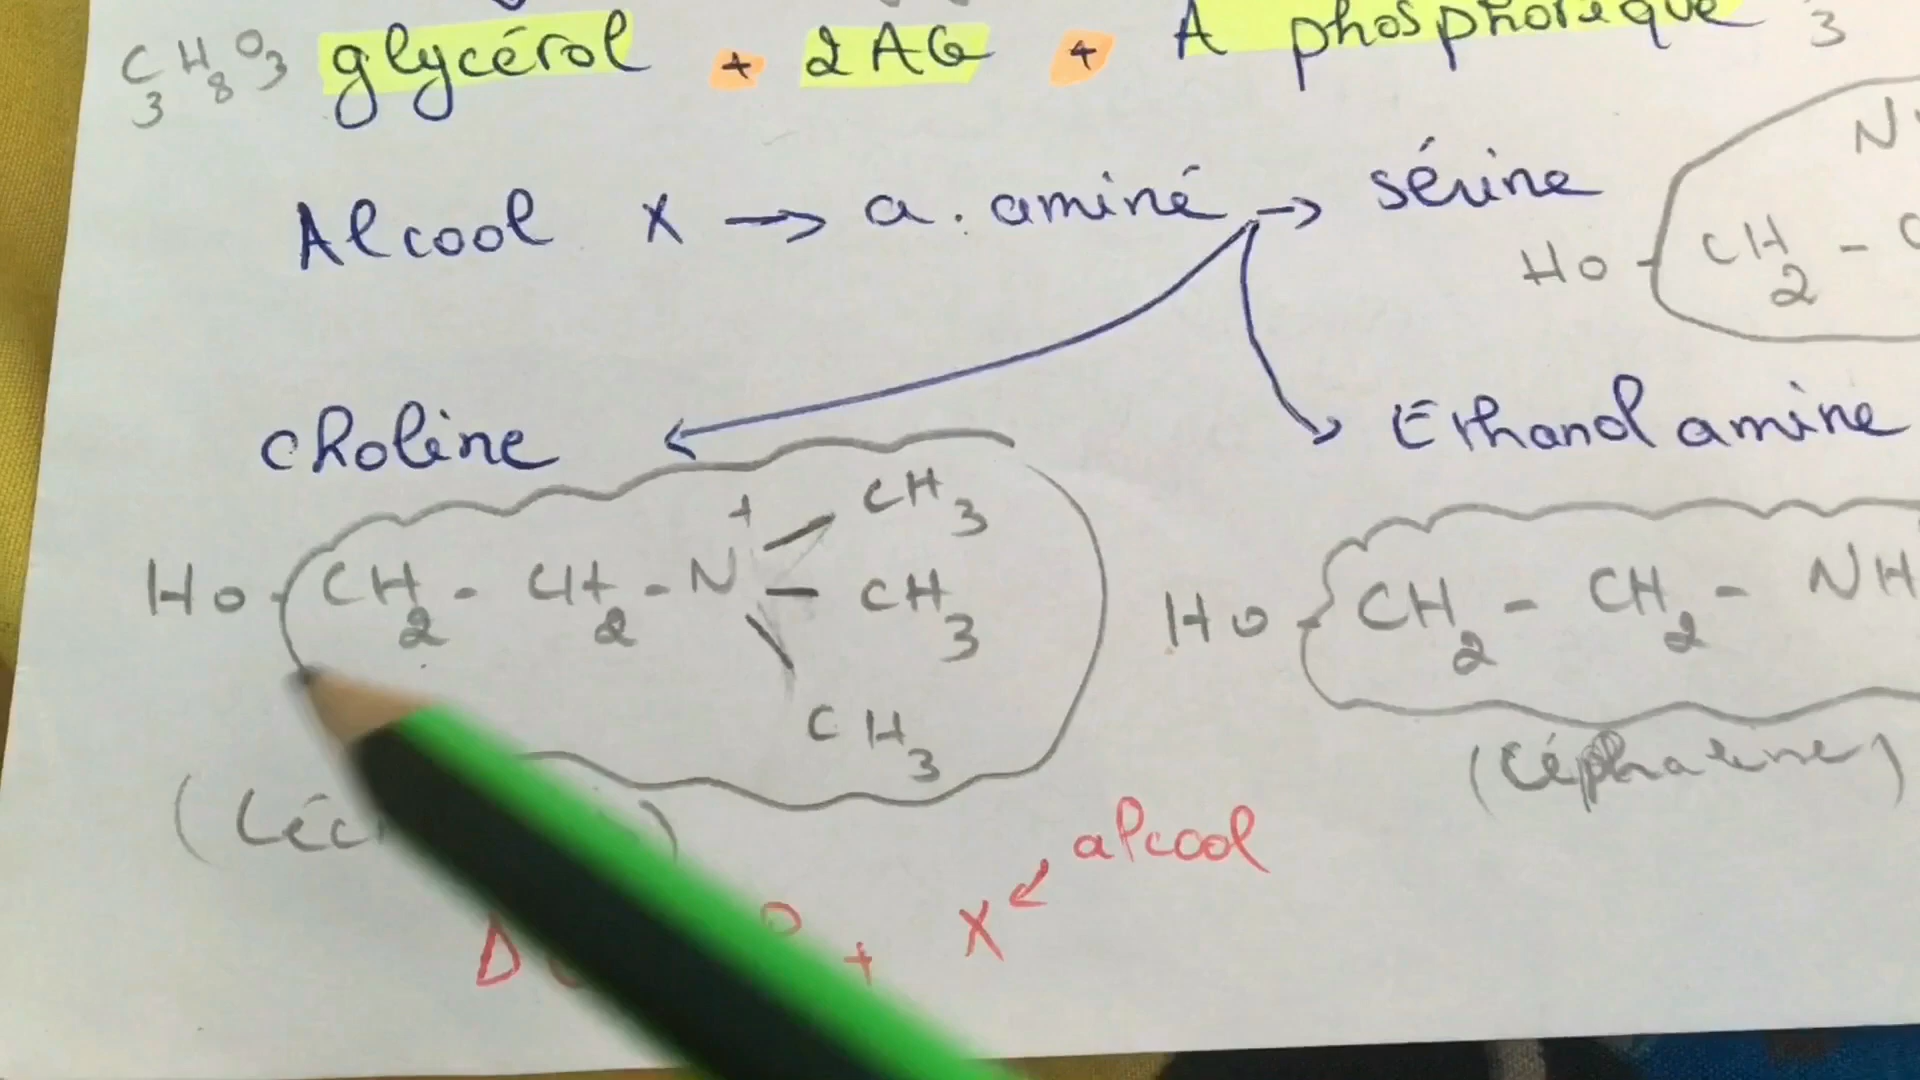 C3H8O3 glycérol + 2AG + A phosphorique
3
Alcool X → a. aminé → sérine
HO - CH2 -
choline
Ethanolamine
HO - CH2 - CH2 - N+
CH3
CH3
CH3
HO - CH2 - CH2 - NH
(Céphaline)
alcool
+ X